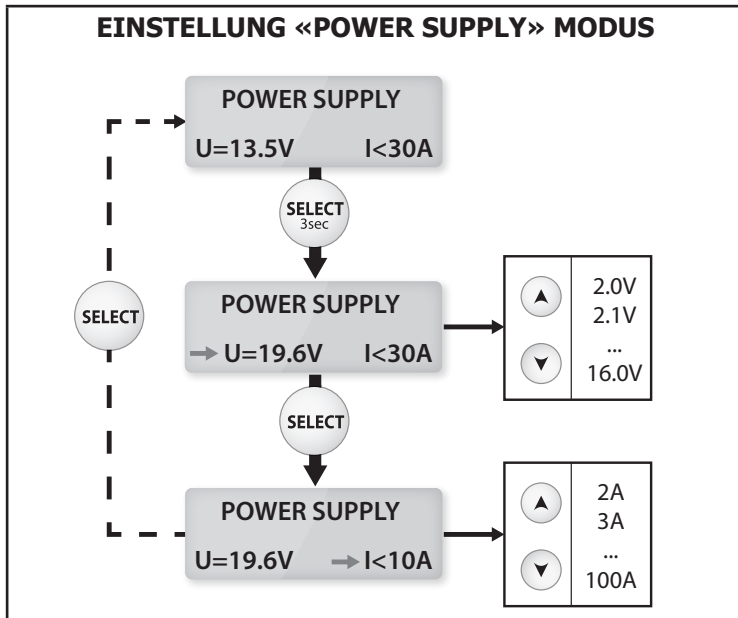 EINSTELLUNG «POWER SUPPLY» MODUS
POWER SUPPLY
U=13.5V I<30A
SELECT
3sec
POWER SUPPLY
U=19.6V I<30A
2.0V
2.1V
...
16.0V
SELECT
SELECT
POWER SUPPLY
U=19.6V I<10A
2A
3A
...
100A